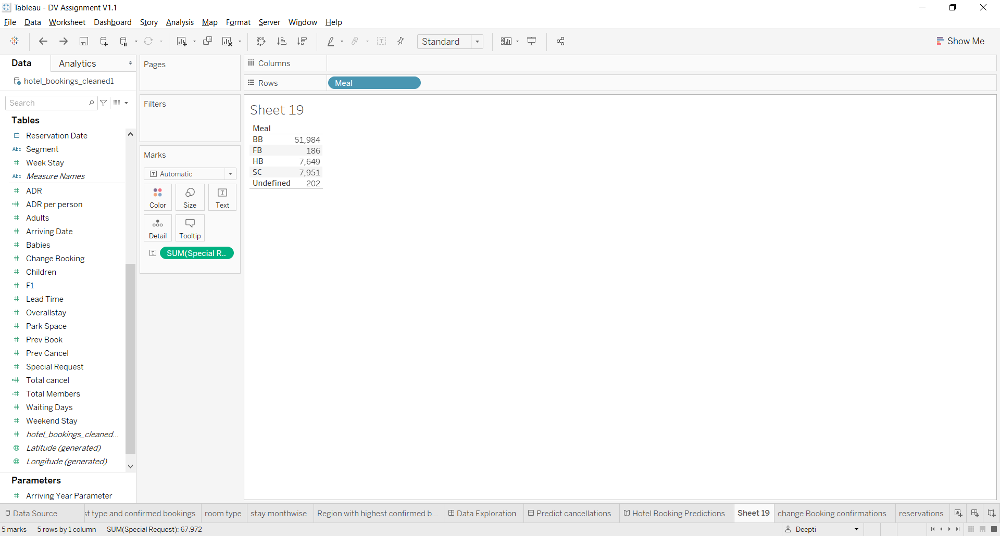 Tableau - DV Assignment V1.1
File Data Worksheet Dashboard Story Analysis Map Format Server Window Help
Standard
Show Me
Data Analytics
hotel_bookings_cleaned1
Search
Tables
Reservation Date
Abc Segment
Week Stay
Abc Measure Names
ADR
ADR per person
Adults
Arriving Date
Babies
Change Booking
Children
F1
Lead Time
Overallstay
Park Space
Prev Book
Prev Cancel
Special Request
Total cancel
Total Members
Waiting Days
Weekend Stay
hotel_bookings_cleaned...
Latitude (generated)
Longitude (generated)
Parameters
Arriving Year Parameter
Pages
Filters
Marks
Automatic
Color Size Text
Detail Tooltip
SUM(Special R..
Columns
Rows Meal
Sheet 19
Meal
BB 51,984
FB 186
HB 7,649
SC 7,951
Undefined 202
Data Source st type and confirmed bookings room type stay monthwise Region with highest confirmed b... Data Exploration Predict cancellations Hotel Booking Predictions Sheet 19 change Booking confirmations reservations
5 marks 5 rows by 1 column SUM(Special Request): 67,972 Deepti